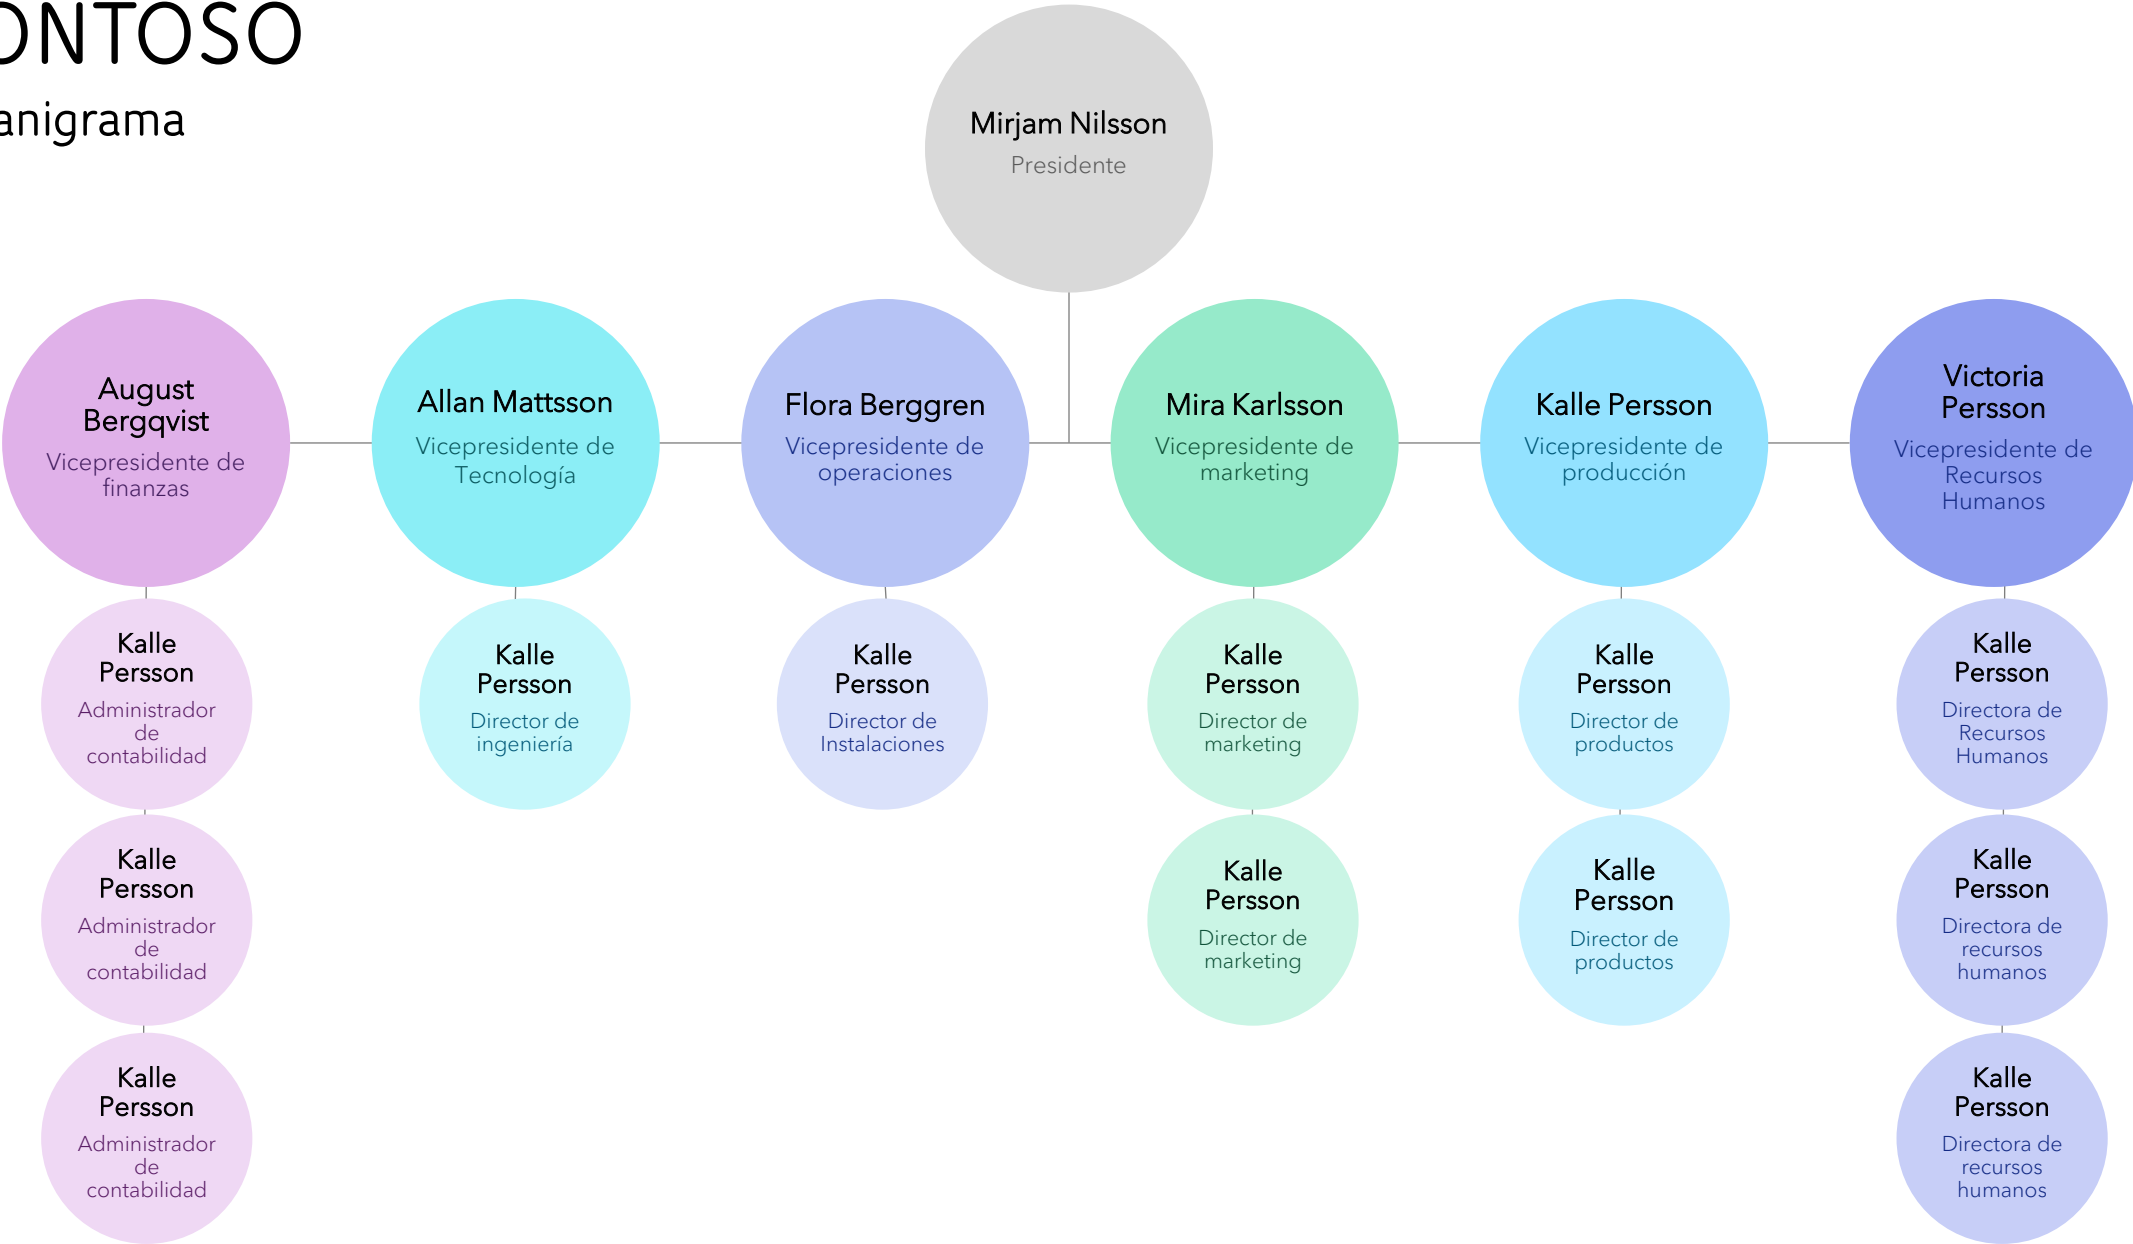 ONTOSO
anigrama
Mirjam Nilsson
Presidente
August
Bergqvist
Vicepresidente de
finanzas
Allan Mattsson
Vicepresidente de
Tecnología
Flora Berggren
Vicepresidente de
operaciones
Mira Karlsson
Vicepresidente de
marketing
Kalle Persson
Vicepresidente de
producción
Victoria
Persson
Vicepresidente de
Recursos
Humanos
Kalle
Persson
Administrador
de
contabilidad
Kalle
Persson
Director de
ingeniería
Kalle
Persson
Director de
Instalaciones
Kalle
Persson
Director de
marketing
Kalle
Persson
Director de
productos
Kalle
Persson
Directora de
Recursos
Humanos
Kalle
Persson
Administrador
de
contabilidad
Kalle
Persson
Director de
marketing
Kalle
Persson
Director de
productos
Kalle
Persson
Directora de
recursos
humanos
Kalle
Persson
Administrador
de
contabilidad
Kalle
Persson
Directora de
recursos
humanos